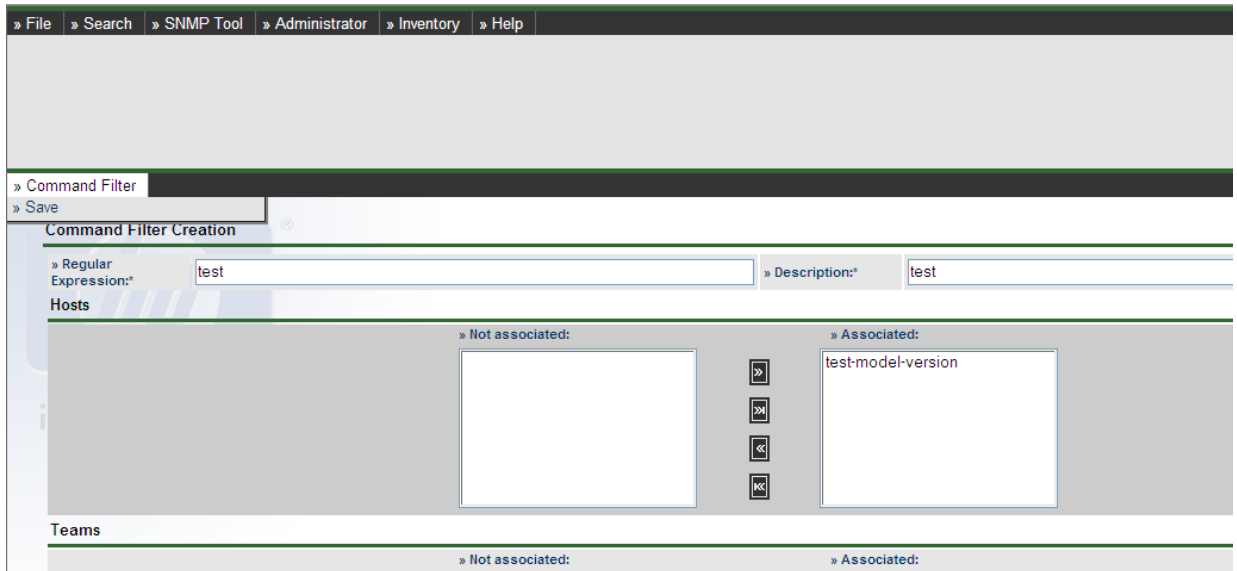 » File » Search » SNMP Tool » Administrator » Inventory » Help
» Command Filter
» Save
Command Filter Creation
®
» Regular Expression:* test » Description:* test
Hosts
» Not associated: » Associated:
test-model-version
Teams
» Not associated: » Associated: